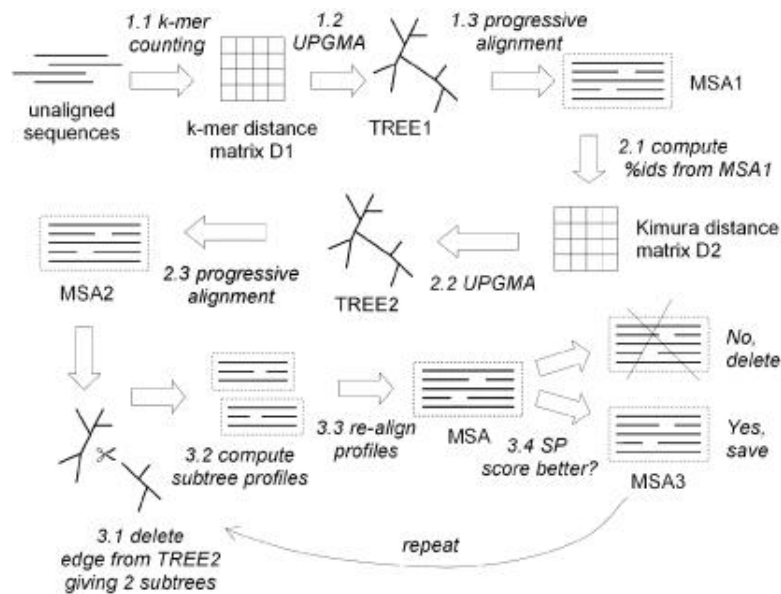 1.1 k-mer
counting
1.2
UPGMA
1.3 progressive
alignment
unaligned
sequences
k-mer distance
matrix D1
TREE1
MSA1
2.1 compute
%ids from MSA1
Kimura distance
matrix D2
2.2 UPGMA
TREE2
2.3 progressive
alignment
MSA2
3.1 delete
edge from TREE2
giving 2 subtrees
3.2 compute
subtree profiles
3.3 re-align
profiles
MSA
3.4 SP
score better?
No,
delete
Yes,
save
MSA3
repeat